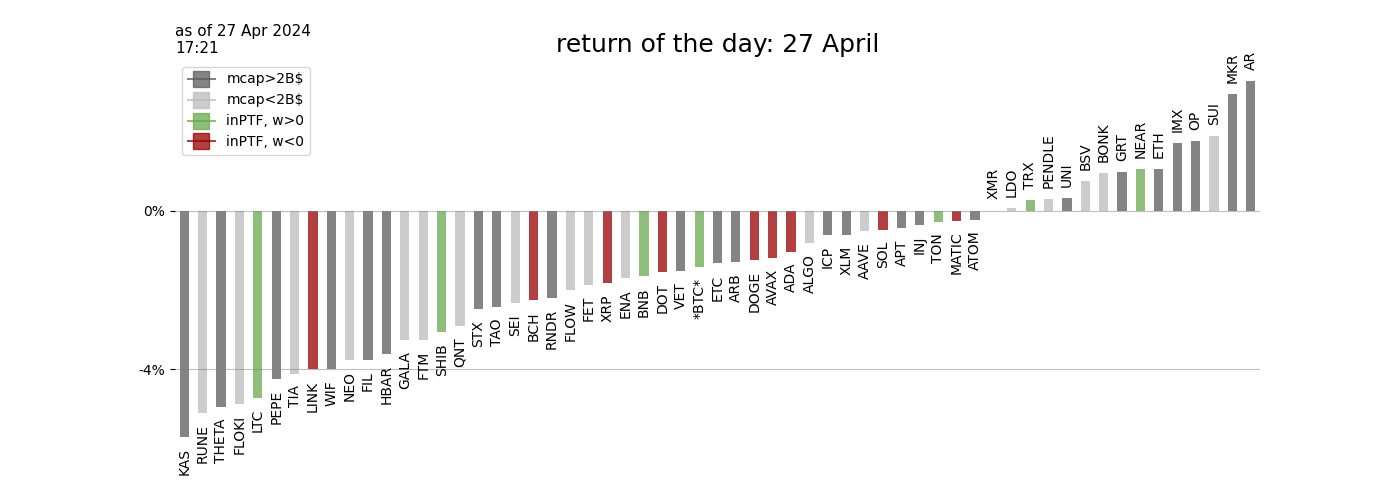 as of 27 Apr 2024
17:21
return of the day: 27 April
mcap>2B$
mcap<2B$
inPTF, w>0
inPTF, w<0
0%
-4%
KAS
RUNE
THETA
FLOKI
LTC
PEPE
TIA
LINK
WIF
NEO
FIL
HBAR
GALA
FTM
SHIB
QNT
STX
TAO
SEI
BCH
RNDR
FLOW
FET
XRP
ENA
BNB
DOT
VET
*BTC*
ETC
ARB
DOGE
AVAX
ADA
ALGO
ICP
XLM
AAVE
SOL
APT
INJ
TON
MATIC
ATOM
XMR
LDO
TRX
PENDLE
UNI
BSV
BONK
GRT
NEAR
ETH
IMX
OP
SUI
MKR
AR